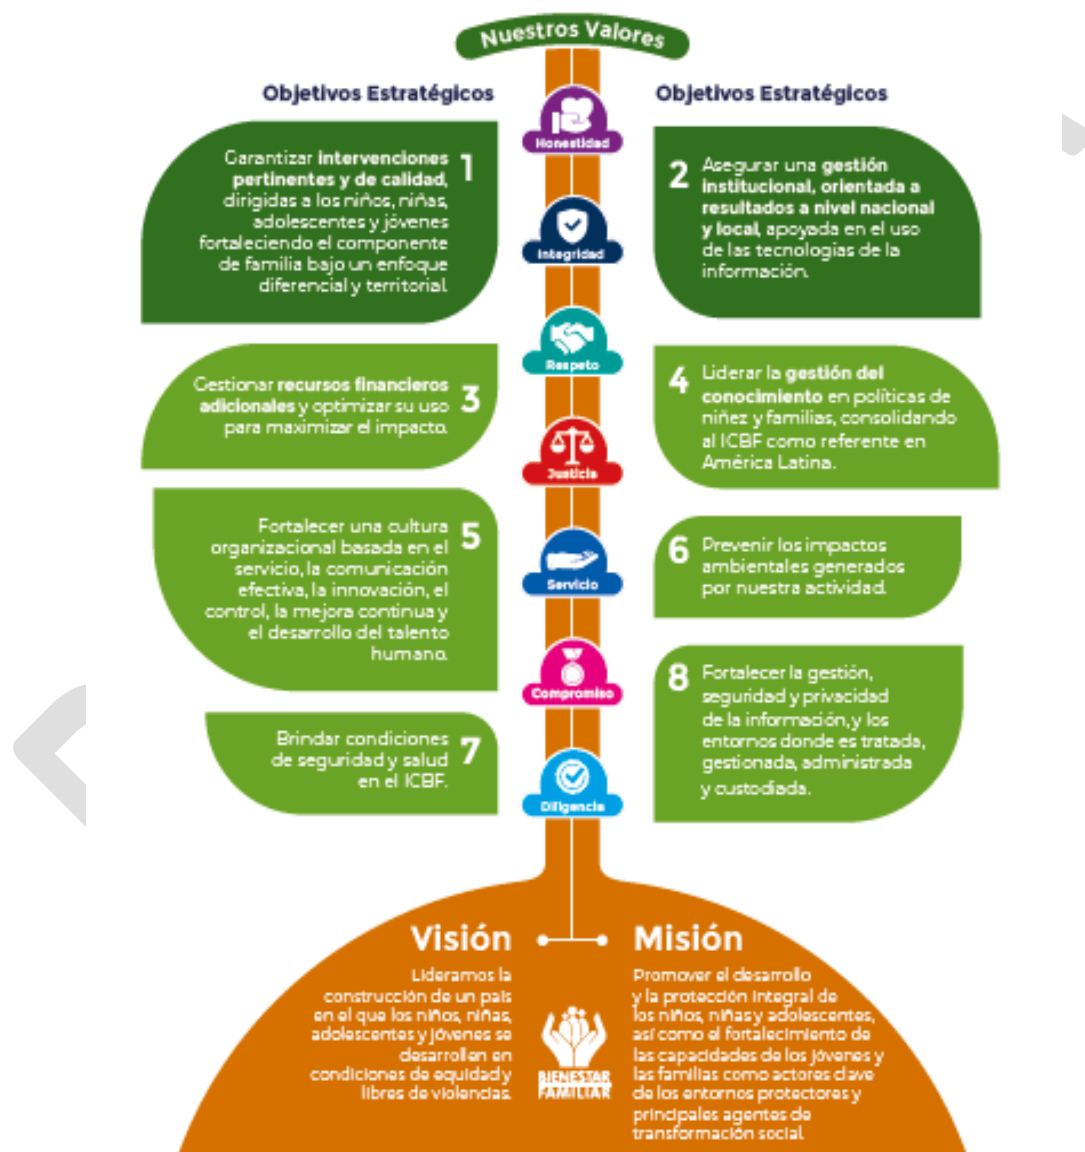 Nuestros Valores
Objetivos Estratégicos
Objetivos Estratégicos
Honestidad
1
Garantizar intervenciones
pertinentes y de calidad,
dirigidas a los niños, niñas,
adolescentes y jóvenes
fortaleciendo el componente
de familia bajo un enfoque
diferencial y territorial.
2
Asegurar una gestión
institucional, orientada a
resultados a nivel nacional
y local, apoyada en el uso
de las tecnologías de la
información.
Integridad
Respeto
Gestionar recursos financieros
adicionales y optimizar su uso
para maximizar el impacto.
3
4
Liderar la gestión del
conocimiento en políticas de
niñez y familias, consolidando
al ICBF como referente en
América Latina.
Justicia
Fortalecer una cultura
organizacional basada en el
servicio, la comunicación
efectiva, la innovación, el
control, la mejora continua y
el desarrollo del talento
humano.
5
6
Prevenir los impactos
ambientales generados
por nuestra actividad.
Servicio
Compromiso
Brindar condiciones
de seguridad y salud
en el ICBF.
7
8
Fortalecer la gestión,
seguridad y privacidad
de la información, y los
entornos donde es tratada,
gestionada, administrada
y custodiada.
Diligencia
Visión
Lideramos la
construcción de un país
en el que los niños, niñas,
adolescentes y jóvenes se
desarrollen en
condiciones de equidad y
libres de violencias.
Misión
Promover el desarrollo
y la protección integral de
los niños, niñas y adolescentes,
así como el fortalecimiento de
las capacidades de los jóvenes y
las familias como actores clave
de los entornos protectores y
principales agentes de
transformación social.
BIENESTAR
FAMILIAR